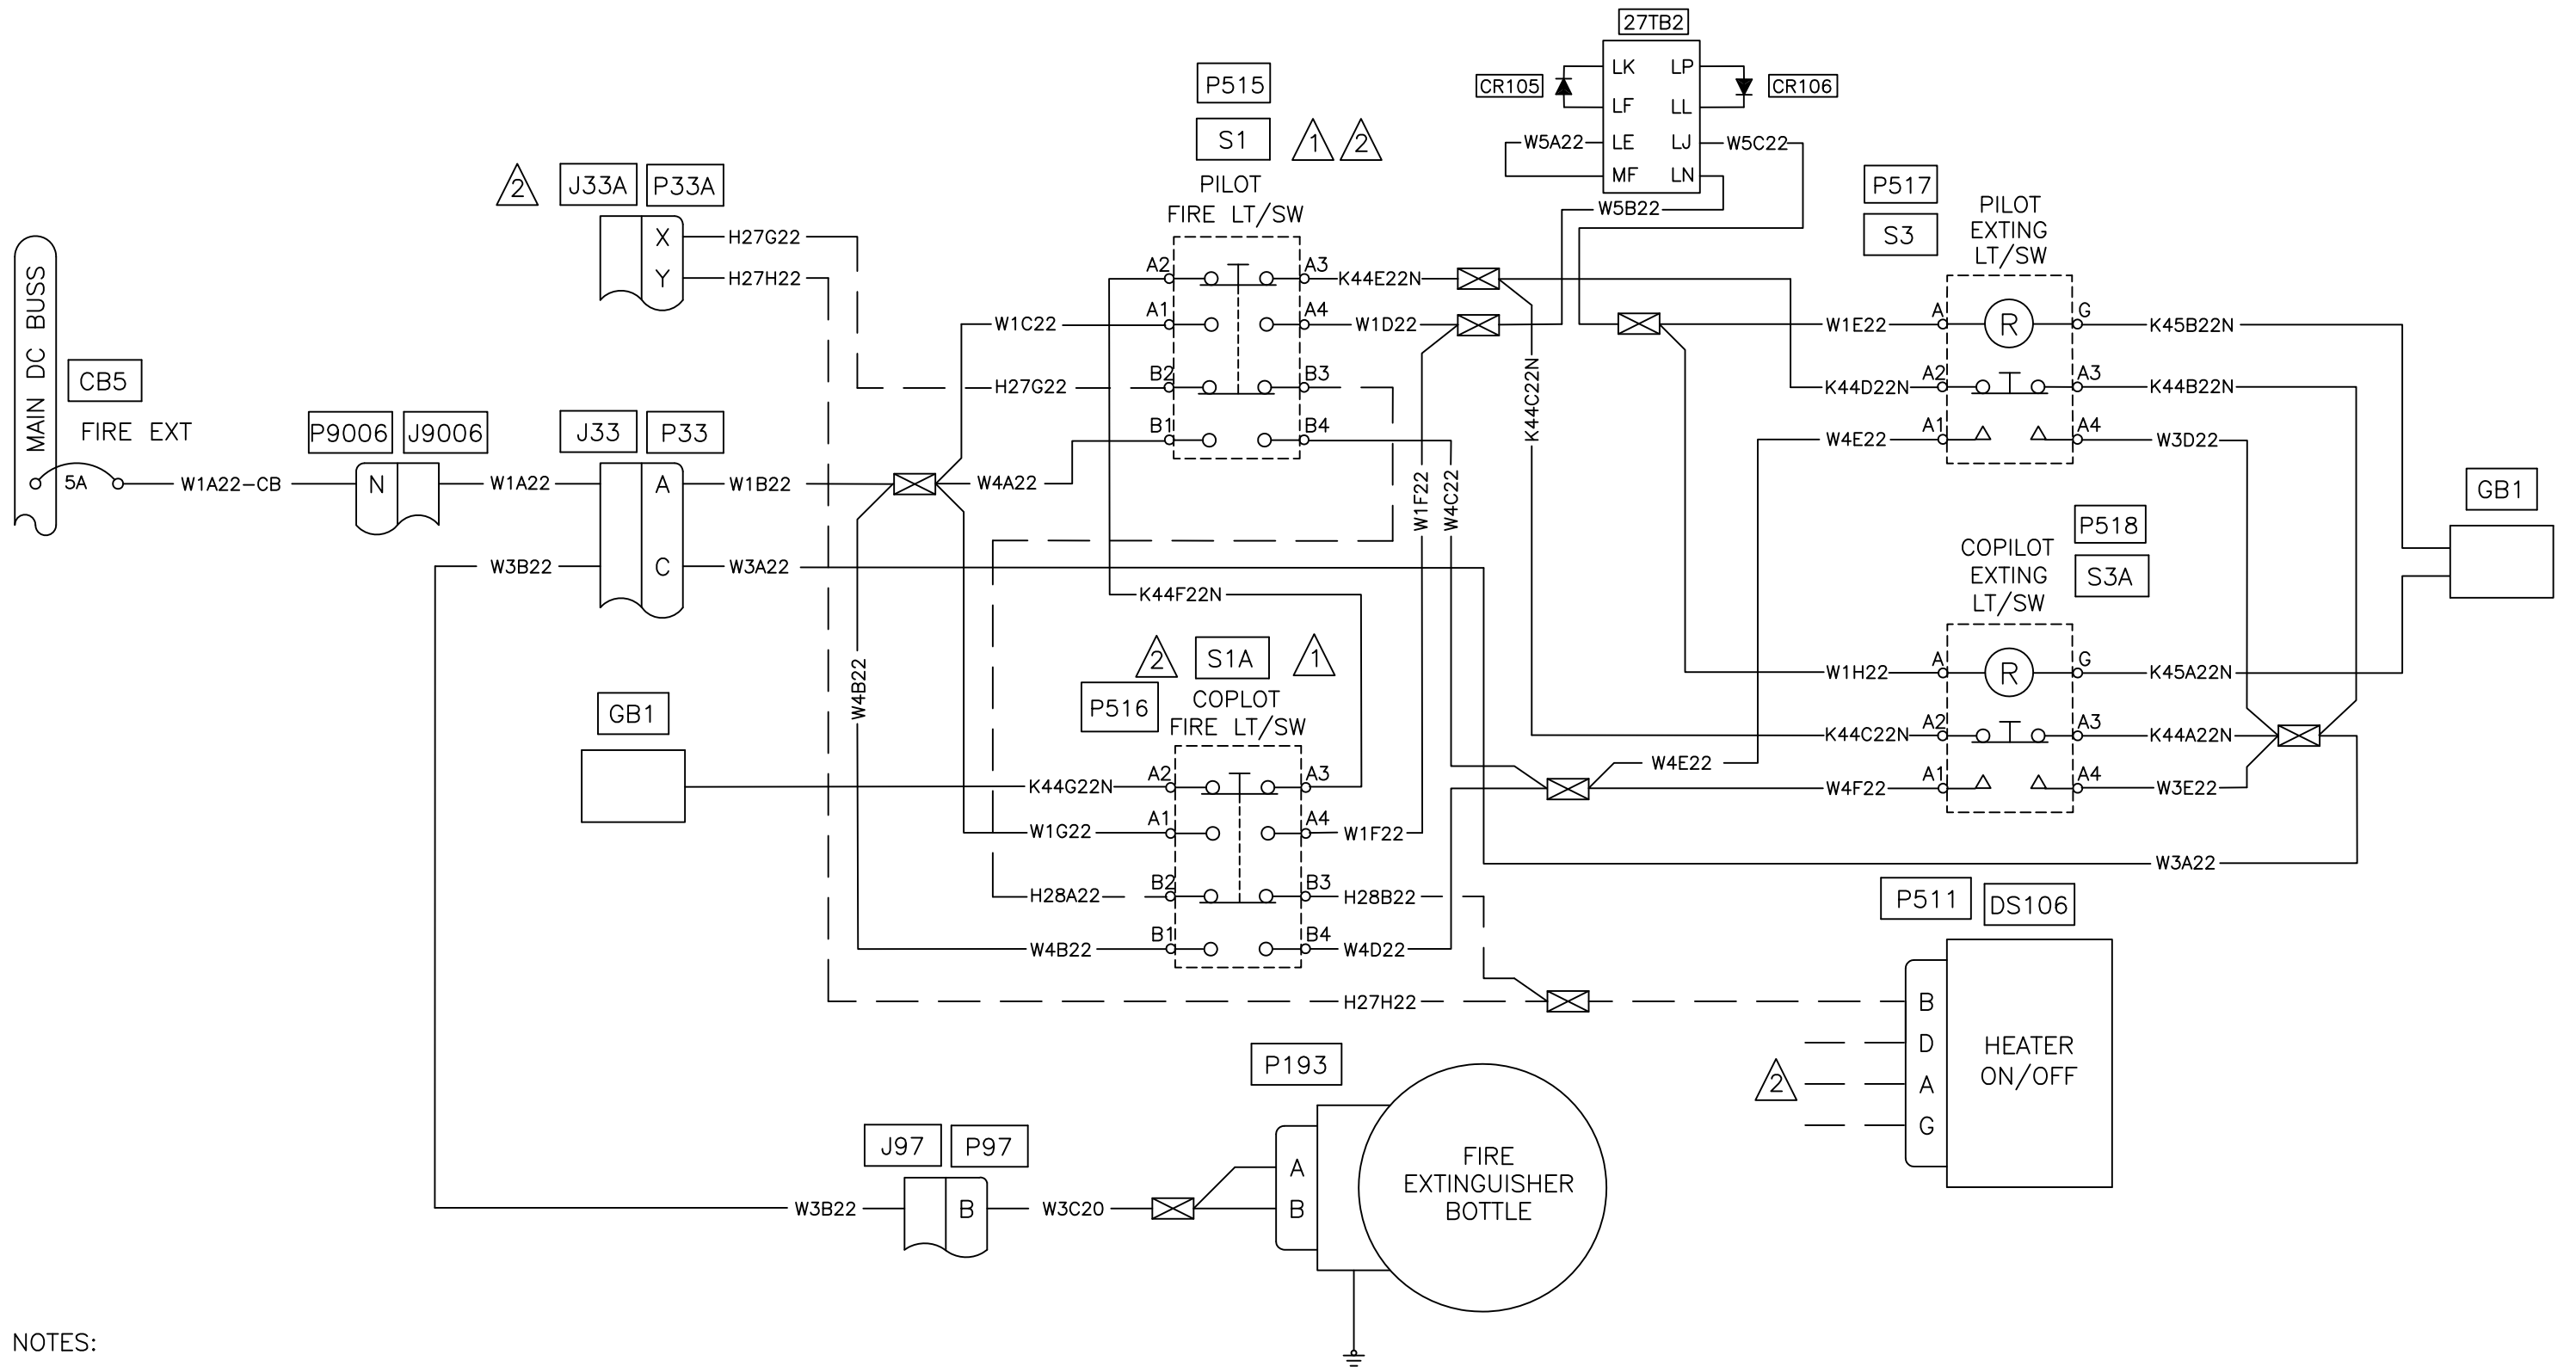 27TB2
LK LP
CR105
CR106
LF LL
W5A22 LE LJ W5C22
MF LN
W5B22
P515
S1 1 2
PILOT
FIRE LT/SW
2 J33A P33A
X H27G22
Y H27H22
P517
S3
PILOT
EXTING
LT/SW
MAIN DC BUSS
CB5
FIRE EXT
5A
W1A22-CB
P9006 J9006
N
W1A22
J33 P33
A W1B22
C W3A22
W3B22
A2 A3 K44E22N
W1C22 A1 A4 W1D22
H27G22 B2 B3
B1 B4
W4A22
K44C22N
W1F22
W4C22
W1E22 A R G K45B22N
K44D22N A2 A3 K44B22N
W4E22 A1 A4 W3D22
GB1
P518
S3A
COPILOT
EXTING
LT/SW
K44F22N
W4B22
2 S1A 1
P516
COPLOT
FIRE LT/SW
GB1
W1H22 A R G K45A22N
K44C22N A2 A3 K44A22N
W4E22
W4F22 A1 A4 W3E22
K44G22N A2 A3
W1G22 A1 A4 W1F22
H28A22 B2 B3 H28B22
W4B22 B1 B4 W4D22
W3A22
H27H22
P511 DS106
B
D
2 A
G
HEATER
ON/OFF
P193
A
B
FIRE
EXTINGUISHER
BOTTLE
J97 P97
W3B22 B W3C20
NOTES: